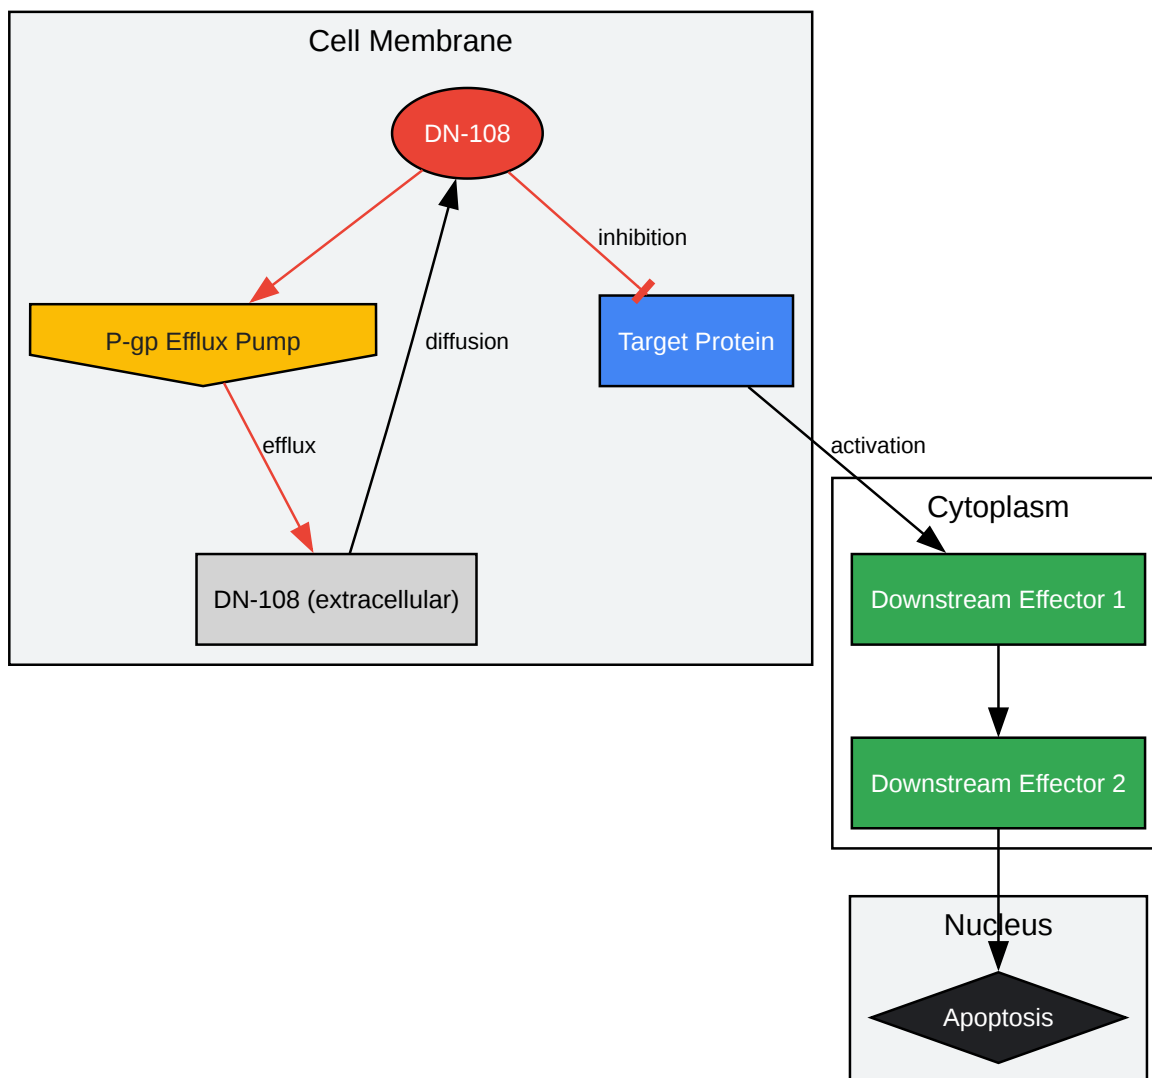 Cell Membrane
DN-108
inhibition
P-gp Efflux Pump
diffusion
Target Protein
efflux
activation
Cytoplasm
DN-108 (extracellular)
Downstream Effector 1
Downstream Effector 2
Nucleus
Apoptosis